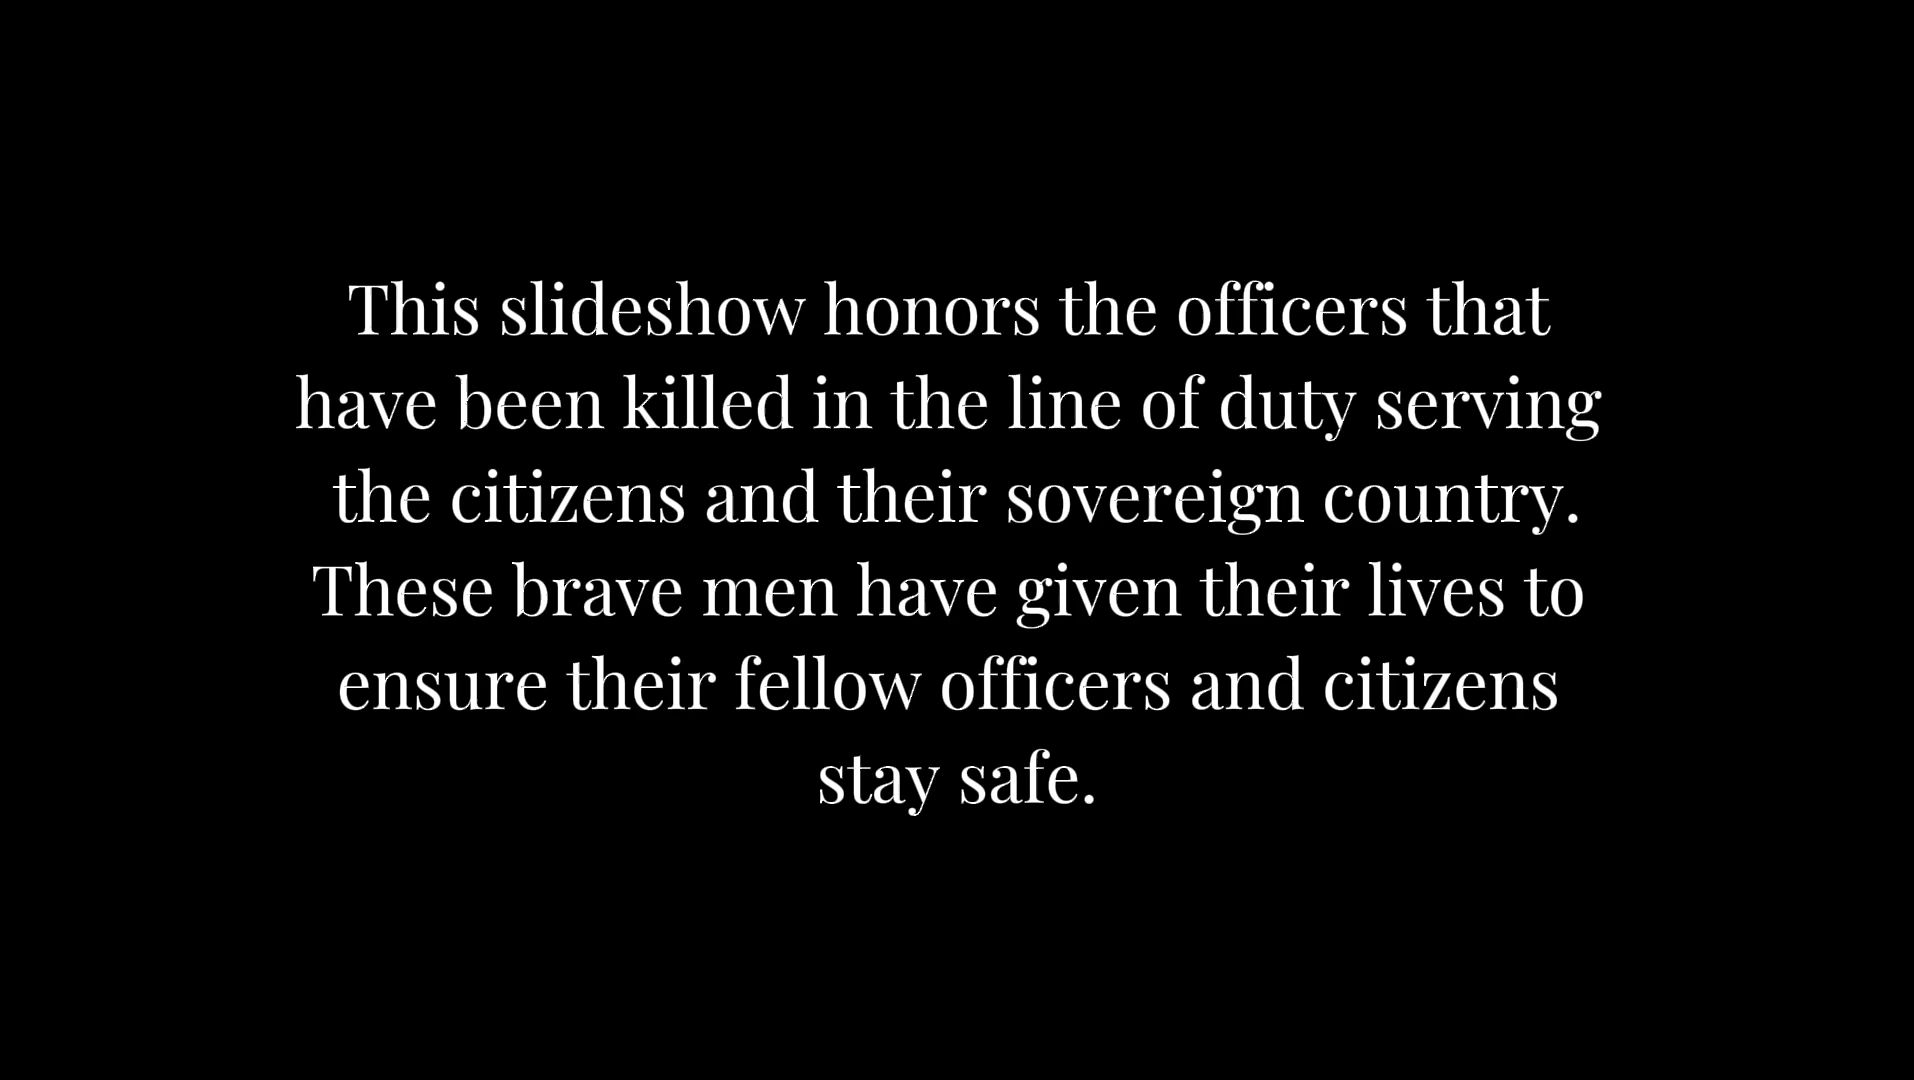 This slideshow honors the officers that
have been killed in the line of duty serving
the citizens and their sovereign country.
These brave men have given their lives to
ensure their fellow officers and citizens
stay safe.